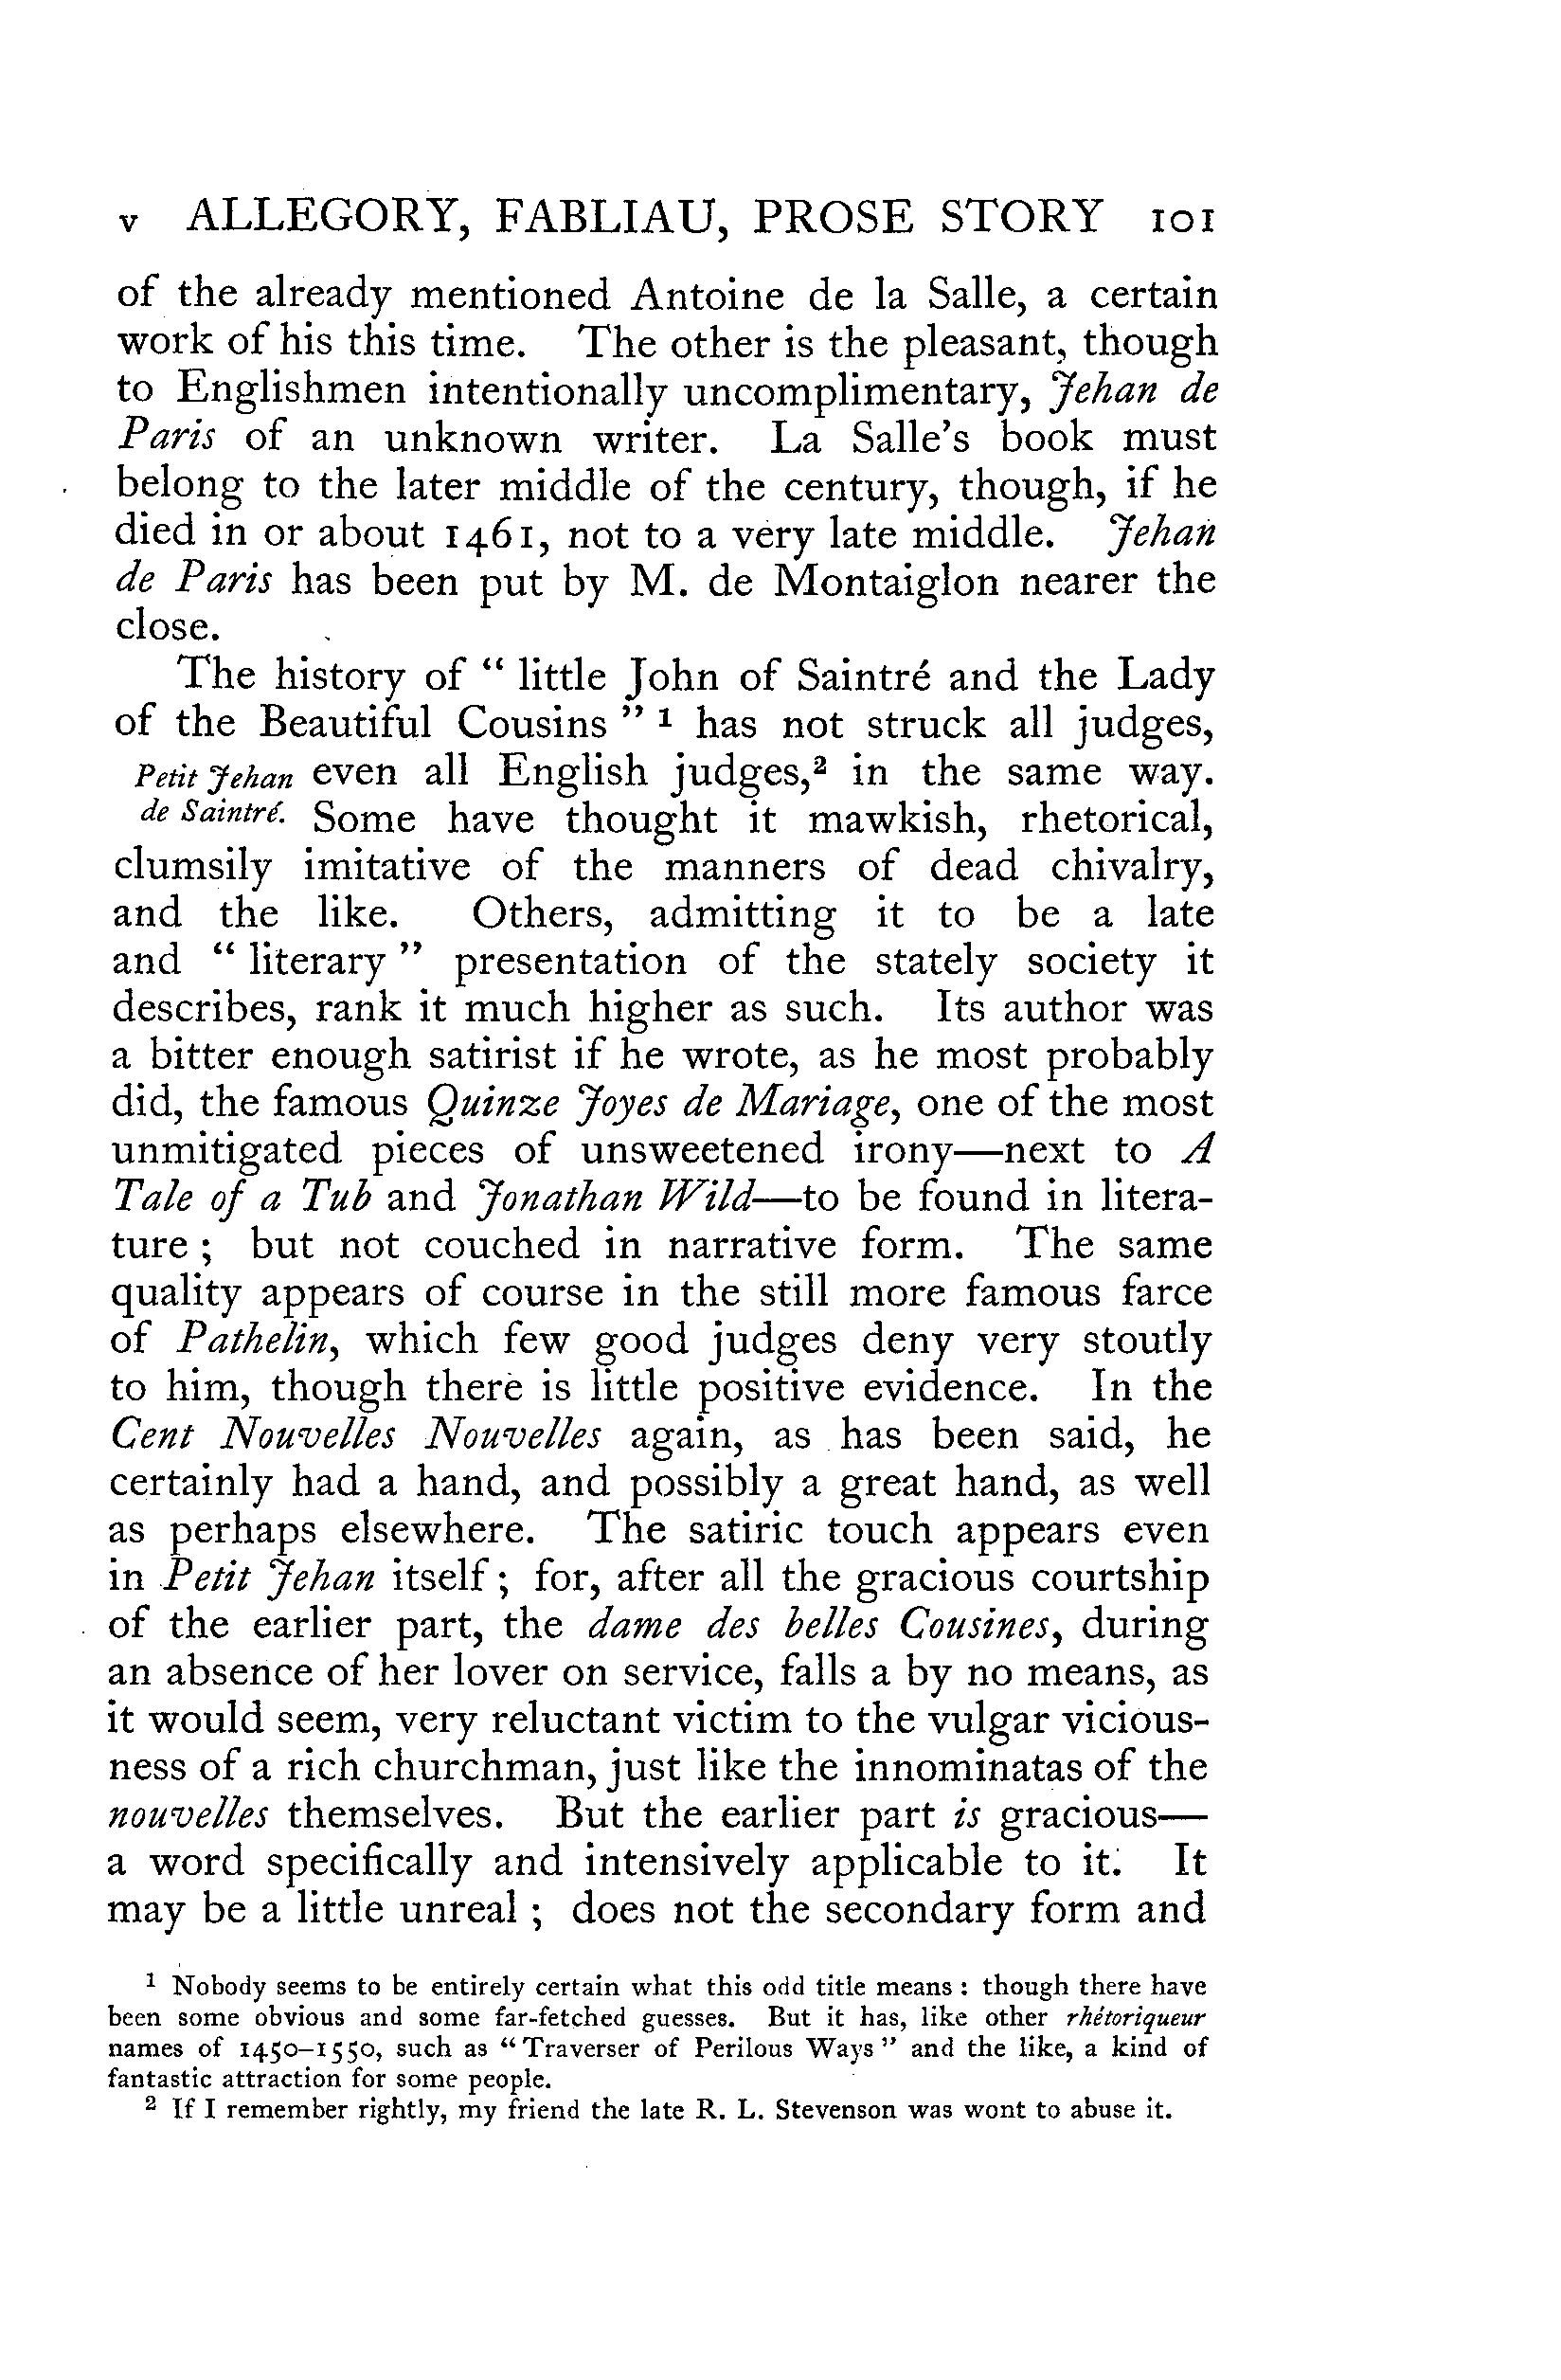 v ALLEGORY, FABLIAU, PROSE STORY 101
of the already mentioned Antoine de la Salle, a certain
work of his this time. The other is the pleasant, though
to Englishmen intentionally uncomplimentary, Jehan de
Paris of an unknown writer. La Salle's book must
belong to the later middle of the century, though, if he
died in or about 1461, not to a very late middle. Jehan
de Paris has been put by M. de Montaiglon nearer the
close.
The history of “ little John of Saintré and the Lady
of the Beautiful Cousins ” ¹ has not struck all judges,
Petit Jehan even all English judges,² in the same way.
de Saintré. Some have thought it mawkish, rhetorical,
clumsily imitative of the manners of dead chivalry,
and the like. Others, admitting it to be a late
and “ literary ” presentation of the stately society it
describes, rank it much higher as such. Its author was
a bitter enough satirist if he wrote, as he most probably
did, the famous Quinze Joyes de Mariage, one of the most
unmitigated pieces of unsweetened irony—next to A
Tale of a Tub and Jonathan Wild—to be found in litera-
ture ; but not couched in narrative form. The same
quality appears of course in the still more famous farce
of Pathelin, which few good judges deny very stoutly
to him, though there is little positive evidence. In the
Cent Nouvelles Nouvelles again, as has been said, he
certainly had a hand, and possibly a great hand, as well
as perhaps elsewhere. The satiric touch appears even
in Petit Jehan itself ; for, after all the gracious courtship
of the earlier part, the dame des belles Cousines, during
an absence of her lover on service, falls a by no means, as
it would seem, very reluctant victim to the vulgar vicious-
ness of a rich churchman, just like the innominatas of the
nouvelles themselves. But the earlier part is gracious—
a word specifically and intensively applicable to it. It
may be a little unreal ; does not the secondary form and
¹ Nobody seems to be entirely certain what this odd title means : though there have
been some obvious and some far-fetched guesses. But it has, like other rhétoriqueur
names of 1450–1550, such as “ Traverser of Perilous Ways ” and the like, a kind of
fantastic attraction for some people.
² If I remember rightly, my friend the late R. L. Stevenson was wont to abuse it.